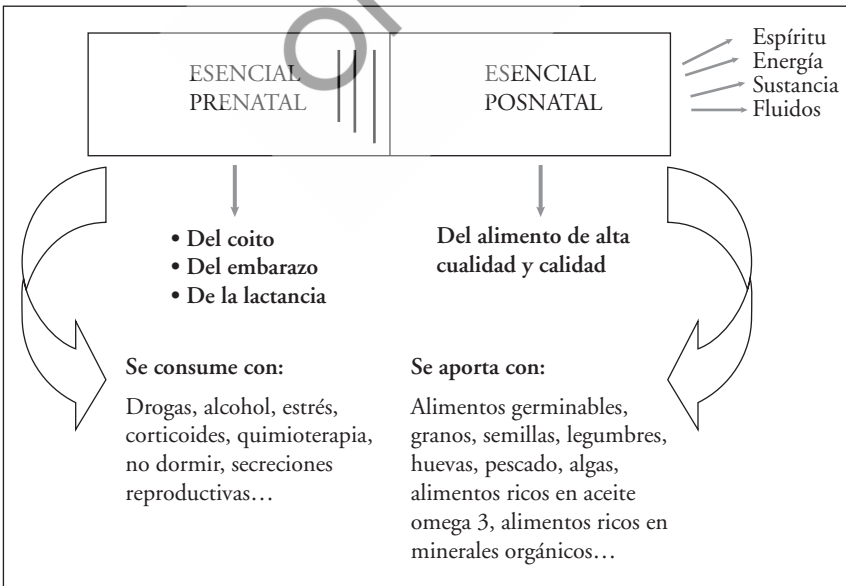 ESENCIAL
PRENATAL
ESENCIAL
POSNATAL
Espíritu
Energía
Sustancia
Fluidos
• Del coito
• Del embarazo
• De la lactancia
Del alimento de alta
cualidad y calidad
Se consume con:
Drogas, alcohol, estrés,
corticoides, quimioterapia,
no dormir, secreciones
reproductivas…
Se aporta con:
Alimentos germinables,
granos, semillas, legumbres,
huevas, pescado, algas,
alimentos ricos en aceite
omega 3, alimentos ricos en
minerales orgánicos…